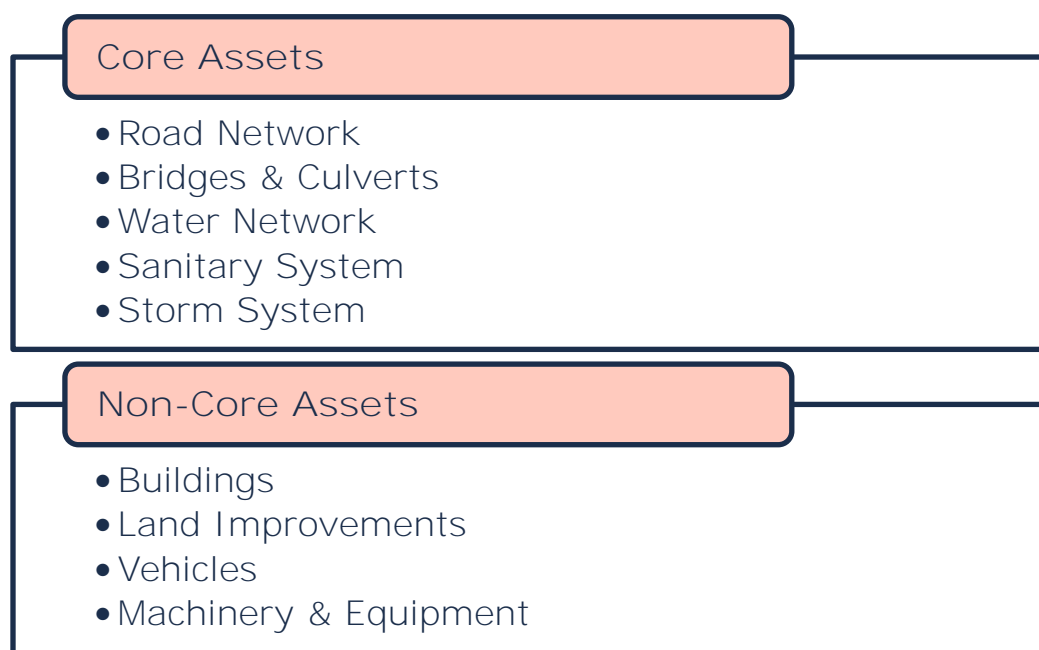 Core Assets
• Road Network
• Bridges & Culverts
• Water Network
• Sanitary System
• Storm System
Non-Core Assets
• Buildings
• Land Improvements
• Vehicles
• Machinery & Equipment